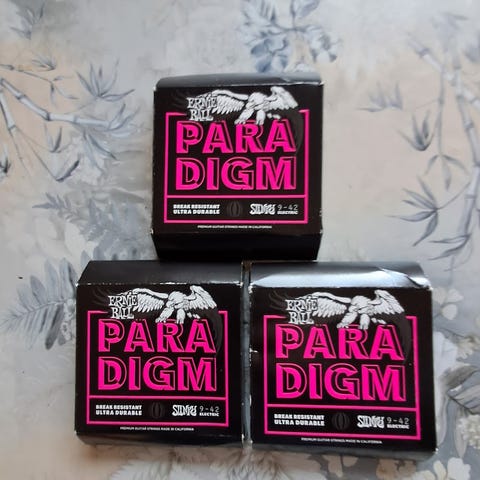 ERNIE
BALL
PARA
DIGM
BREAK RESISTANT
ULTRA DURABLE
SLINKY
9-42
ELECTRIC
PREMIUM GUITAR STRINGS MADE IN CALIFORNIA
ERNIE
BALL
PARA
DIGM
BREAK RESISTANT
ULTRA DURABLE
SLINKY
9-42
ELECTRIC
PREMIUM GUITAR STRINGS MADE IN CALIFORNIA
ERNIE
BALL
PARA
DIGM
BREAK RESISTANT
ULTRA DURABLE
SLINKY
9-42
ELECTRIC
PREMIUM GUITAR STRINGS MADE IN CALIFORNIA